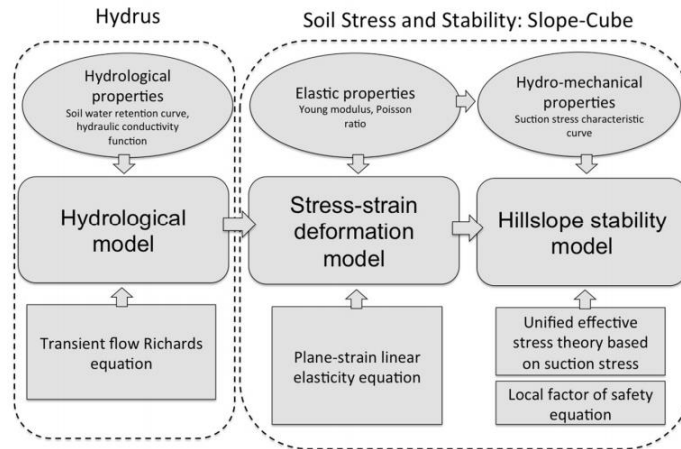 Hydrus
Soil Stress and Stability: Slope-Cube
Hydrological
properties
Soil water retention curve,
hydraulic conductivity
function
Elastic properties
Young modulus, Poisson
ratio
Hydro-mechanical
properties
Suction stress characteristic
curve
Hydrological
model
Stress-strain
deformation
model
Hillslope stability
model
Transient flow Richards
equation
Plane-strain linear
elasticity equation
Unified effective
stress theory based
on suction stress
Local factor of safety
equation